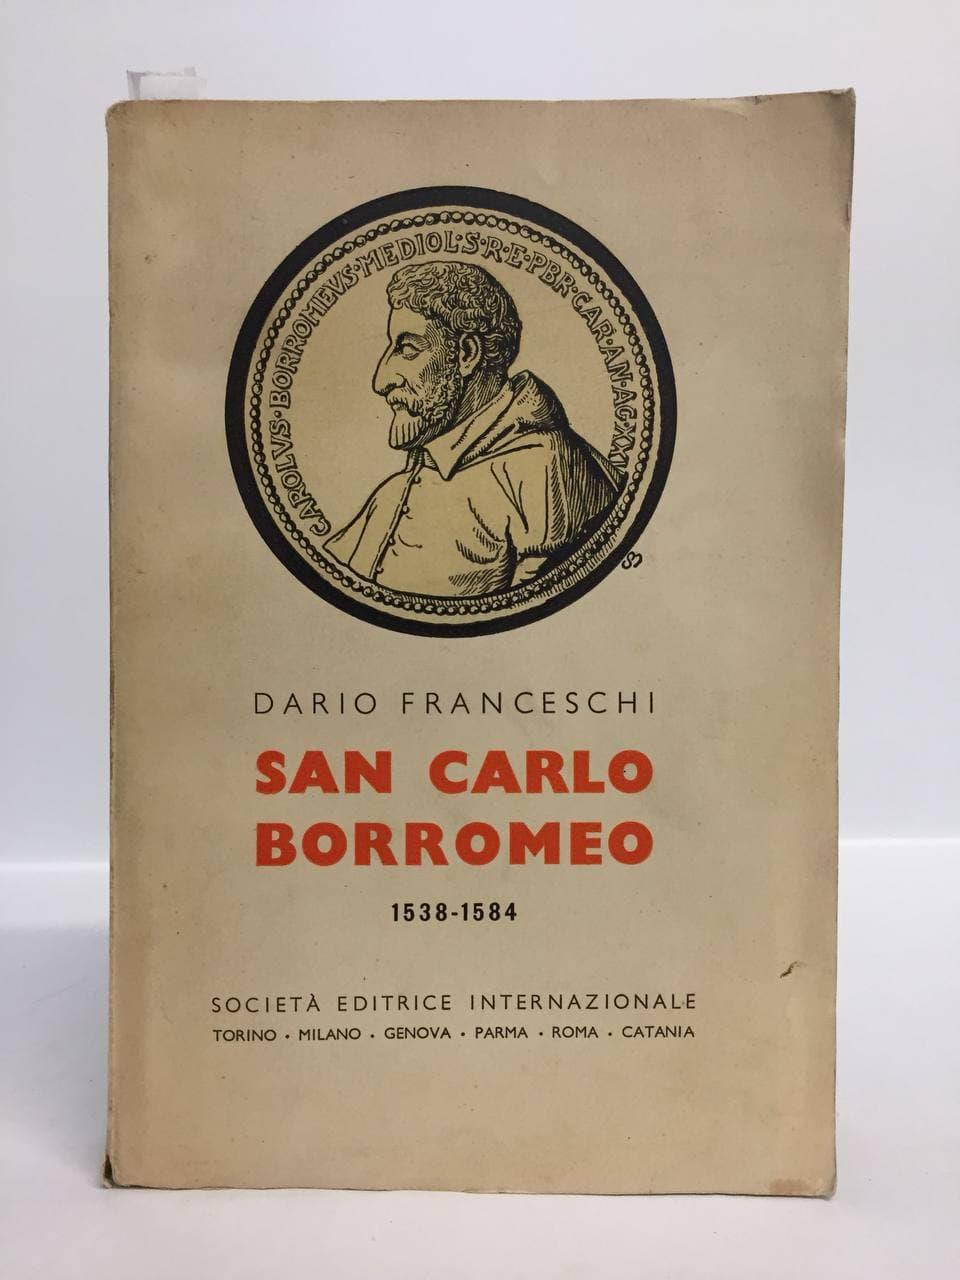 CAROLVS·BORROMEVS·MEDIOL·S·R·E·PBR·CAR·AN·AG·XXI
DARIO FRANCESCHI
SAN CARLO
BORROMEO
1538-1584
SOCIETÀ EDITRICE INTERNAZIONALE
TORINO • MILANO • GENOVA • PARMA • ROMA • CATANIA